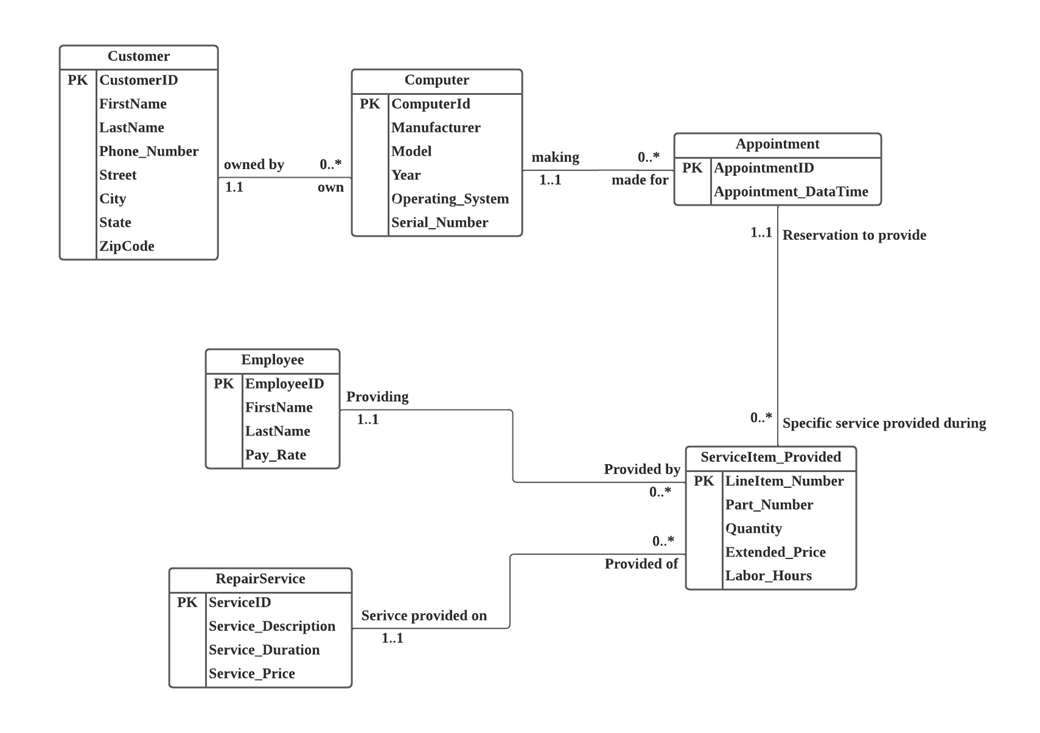 Customer
PK CustomerID
FirstName
LastName
Phone_Number
Street
City
State
ZipCode
owned by 0..*
1.1 own
Computer
PK ComputerId
Manufacturer
Model
Year
Operating_System
Serial_Number
making 0..*
1..1 made for
Appointment
PK AppointmentID
Appointment_DataTime
1..1 Reservation to provide
0..* Specific service provided during
Employee
PK EmployeeID
FirstName
LastName
Pay_Rate
Providing
1..1
Provided by
0..*
ServiceItem_Provided
PK LineItem_Number
Part_Number
Quantity
Extended_Price
Labor_Hours
0..*
Provided of
RepairService
PK ServiceID
Service_Description
Service_Duration
Service_Price
Serivce provided on
1..1